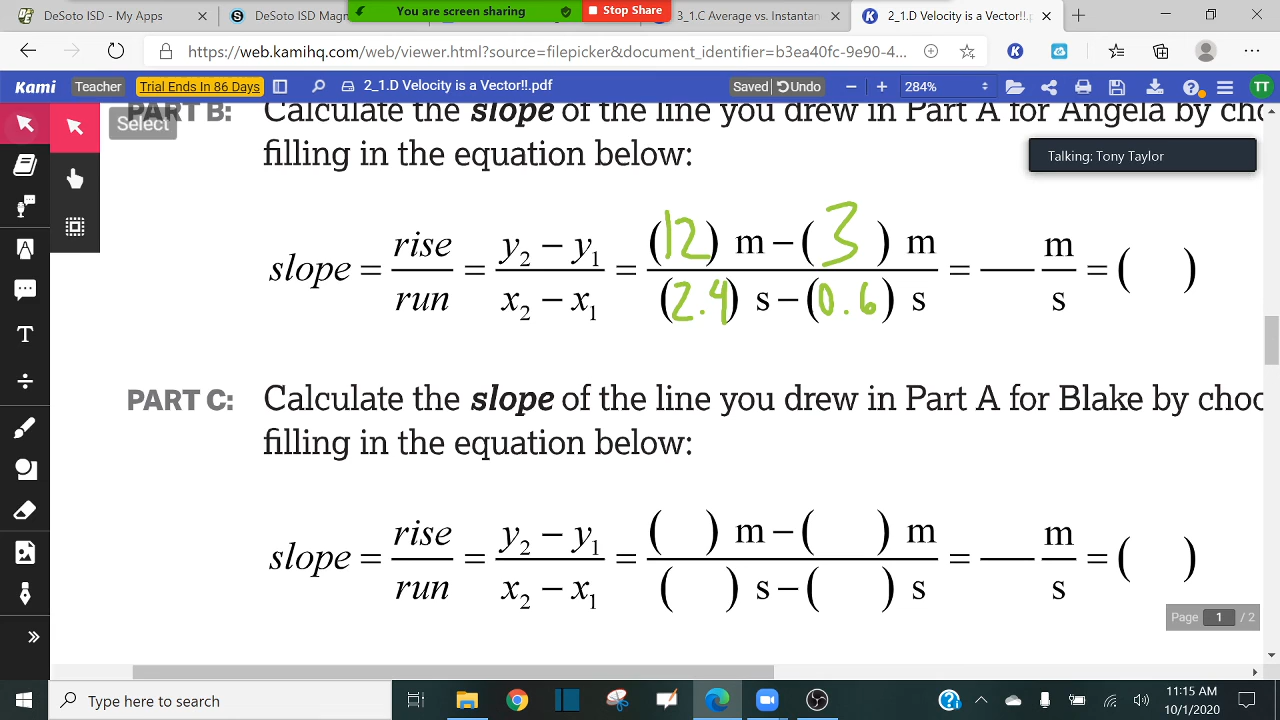 DeSoto ISD
DeSoto ISD Magn
You are screen sharing
Stop Share
3_1.C Average vs. Instantan
2_1.D Velocity is a Vector!!.p
https://web.kamihq.com/web/viewer.html?source=filepicker&document_identifier=b3ea40fc-9e90-4...
Kami Teacher Trial Ends In 86 Days 2_1.D Velocity is a Vector!!.pdf Saved Undo 284% TT
PART B: Calculate the slope of the line you drew in Part A for Angela by cho
Select
filling in the equation below:
Talking: Tony Taylor
slope = rise/run = y₂ − y₁/x₂ − x₁ = (12) m − (3) m/(2.4) s − (0.6) s = ___ m/s = ( )
PART C: Calculate the slope of the line you drew in Part A for Blake by choo
filling in the equation below:
slope = rise/run = y₂ − y₁/x₂ − x₁ = ( ) m − ( ) m/( ) s − ( ) s = ___ m/s = ( )
Page 1 / 2
Type here to search
11:15 AM
10/1/2020